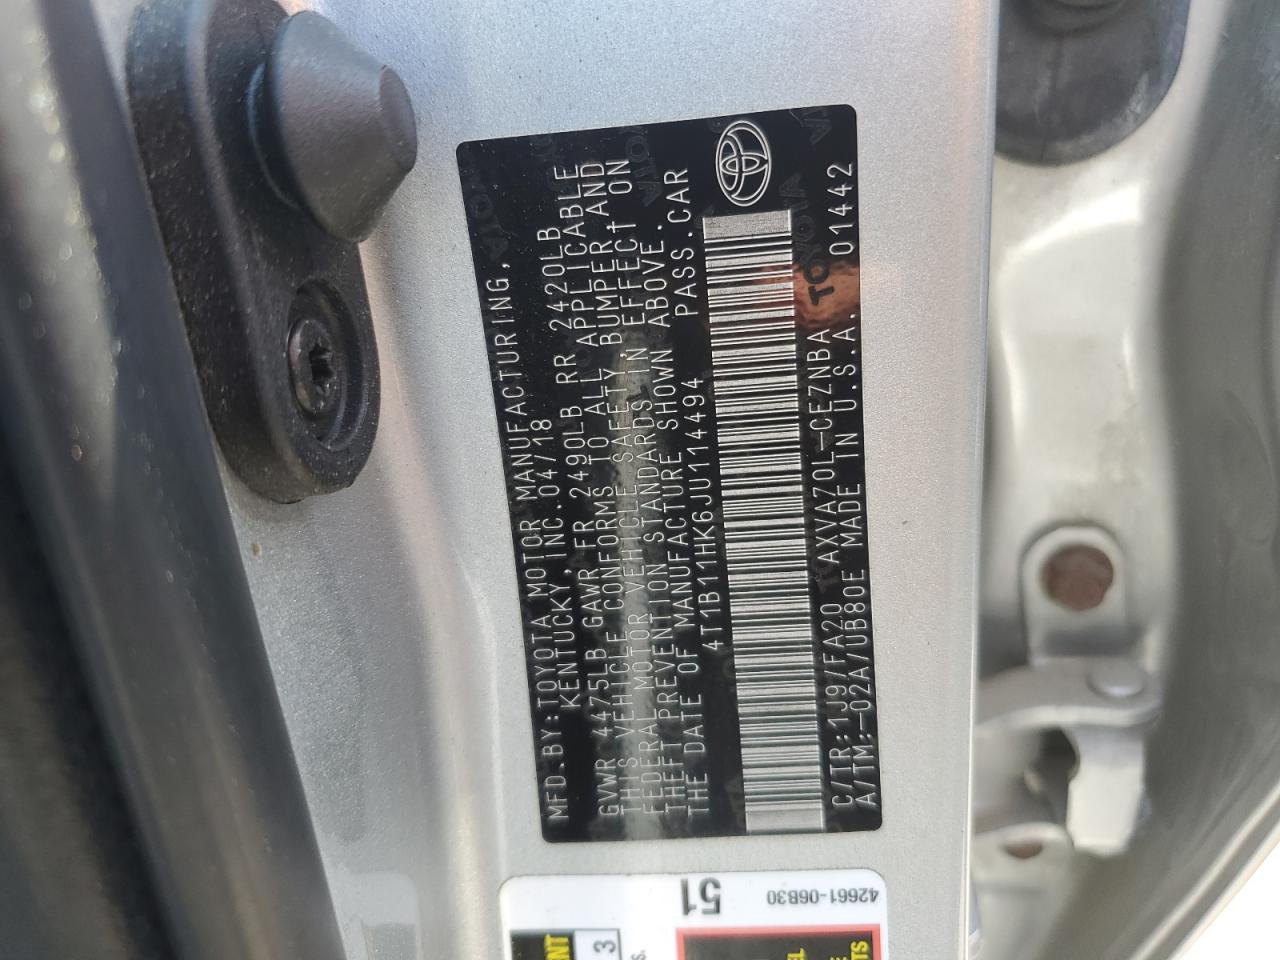 MFD.BY:TOYOTA MOTOR MANUFACTURING,
KENTUCKY, INC.04/18
GVWR 4475LB GAWR FR 2490LB RR 2420LB
THIS VEHICLE CONFORMS TO ALL APPLICABLE
FEDERAL MOTOR VEHICLE SAFETY, BUMPER, AND
THEFT PREVENTION STANDARDS IN EFFECT ON
THE DATE OF MANUFACTURE SHOWN ABOVE.
4T1B11HK6JU114494 PASS.CAR
C/TR:1J9/FA20 AXVA70L-CEZNBA
A/TM:-02A/UB80E MADE IN U.S.A. 01442
TOYOTA
51
42661-06B30
3